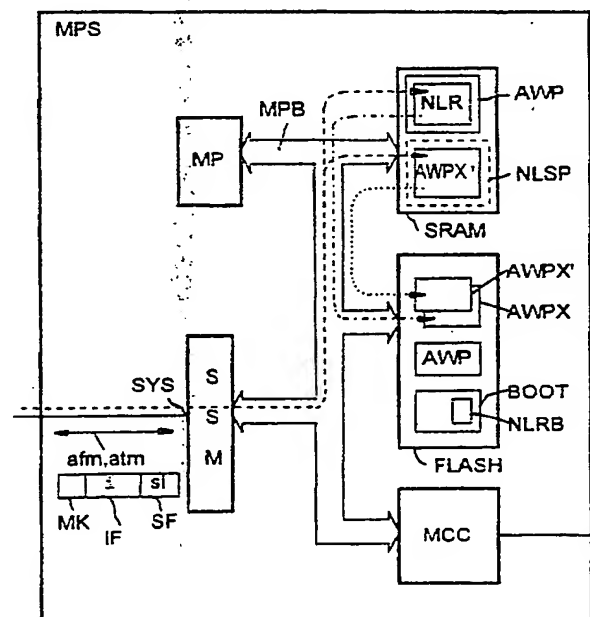 MPS
NLR
AWP
MPB
MP
AWPX'
NLSP
SRAM
AWPX'
AWPX
AWP
BOOT
NLRB
FLASH
SYS
S
S
M
afm,atm
i
si
MK
IF
SF
MCC